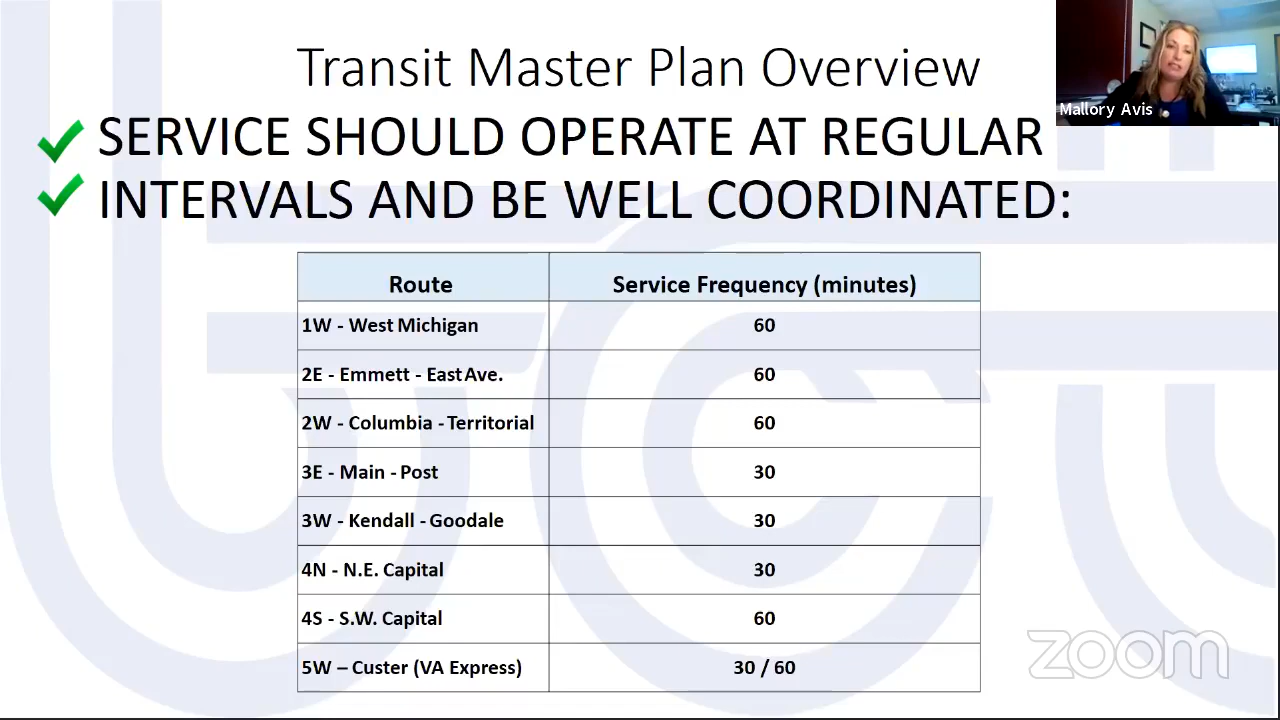 Transit Master Plan Overview
Mallory Avis
SERVICE SHOULD OPERATE AT REGULAR
INTERVALS AND BE WELL COORDINATED:
Route Service Frequency (minutes)
1W - West Michigan 60
2E - Emmett - East Ave. 60
2W - Columbia - Territorial 60
3E - Main - Post 30
3W - Kendall - Goodale 30
4N - N.E. Capital 30
4S - S.W. Capital 60
5W – Custer (VA Express) 30 / 60
zoom